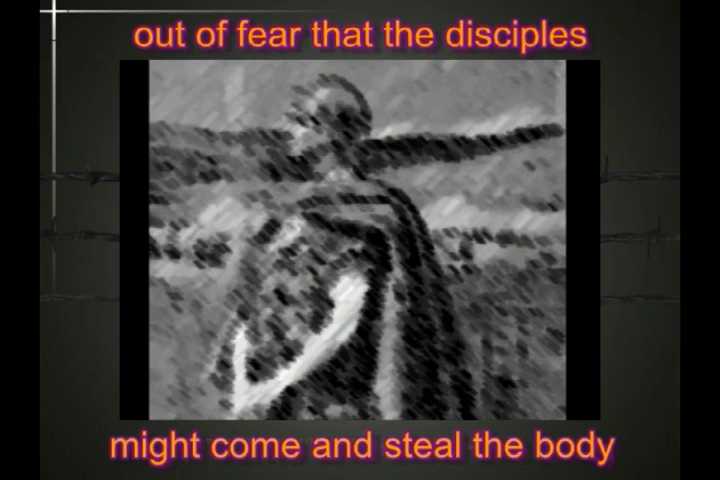 out of fear that the disciples
might come and steal the body